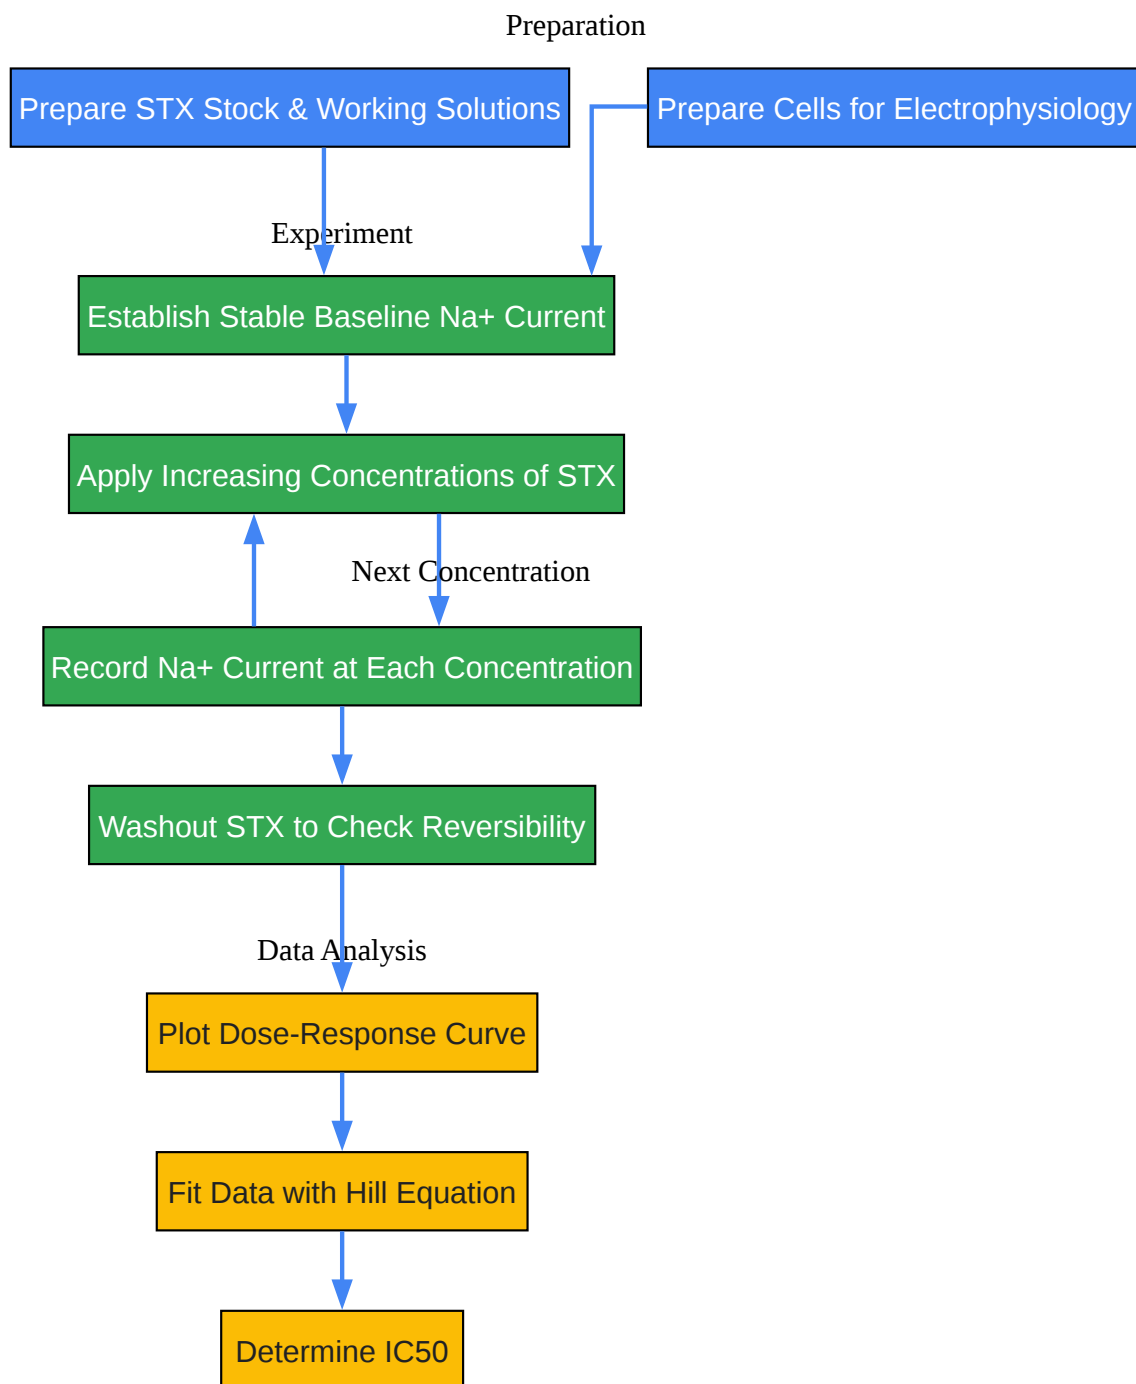 Preparation
Prepare STX Stock & Working Solutions
Prepare Cells for Electrophysiology
Experiment
Establish Stable Baseline Na+ Current
Apply Increasing Concentrations of STX
Next Concentration
Record Na+ Current at Each Concentration
Washout STX to Check Reversibility
Data Analysis
Plot Dose-Response Curve
Fit Data with Hill Equation
Determine IC50